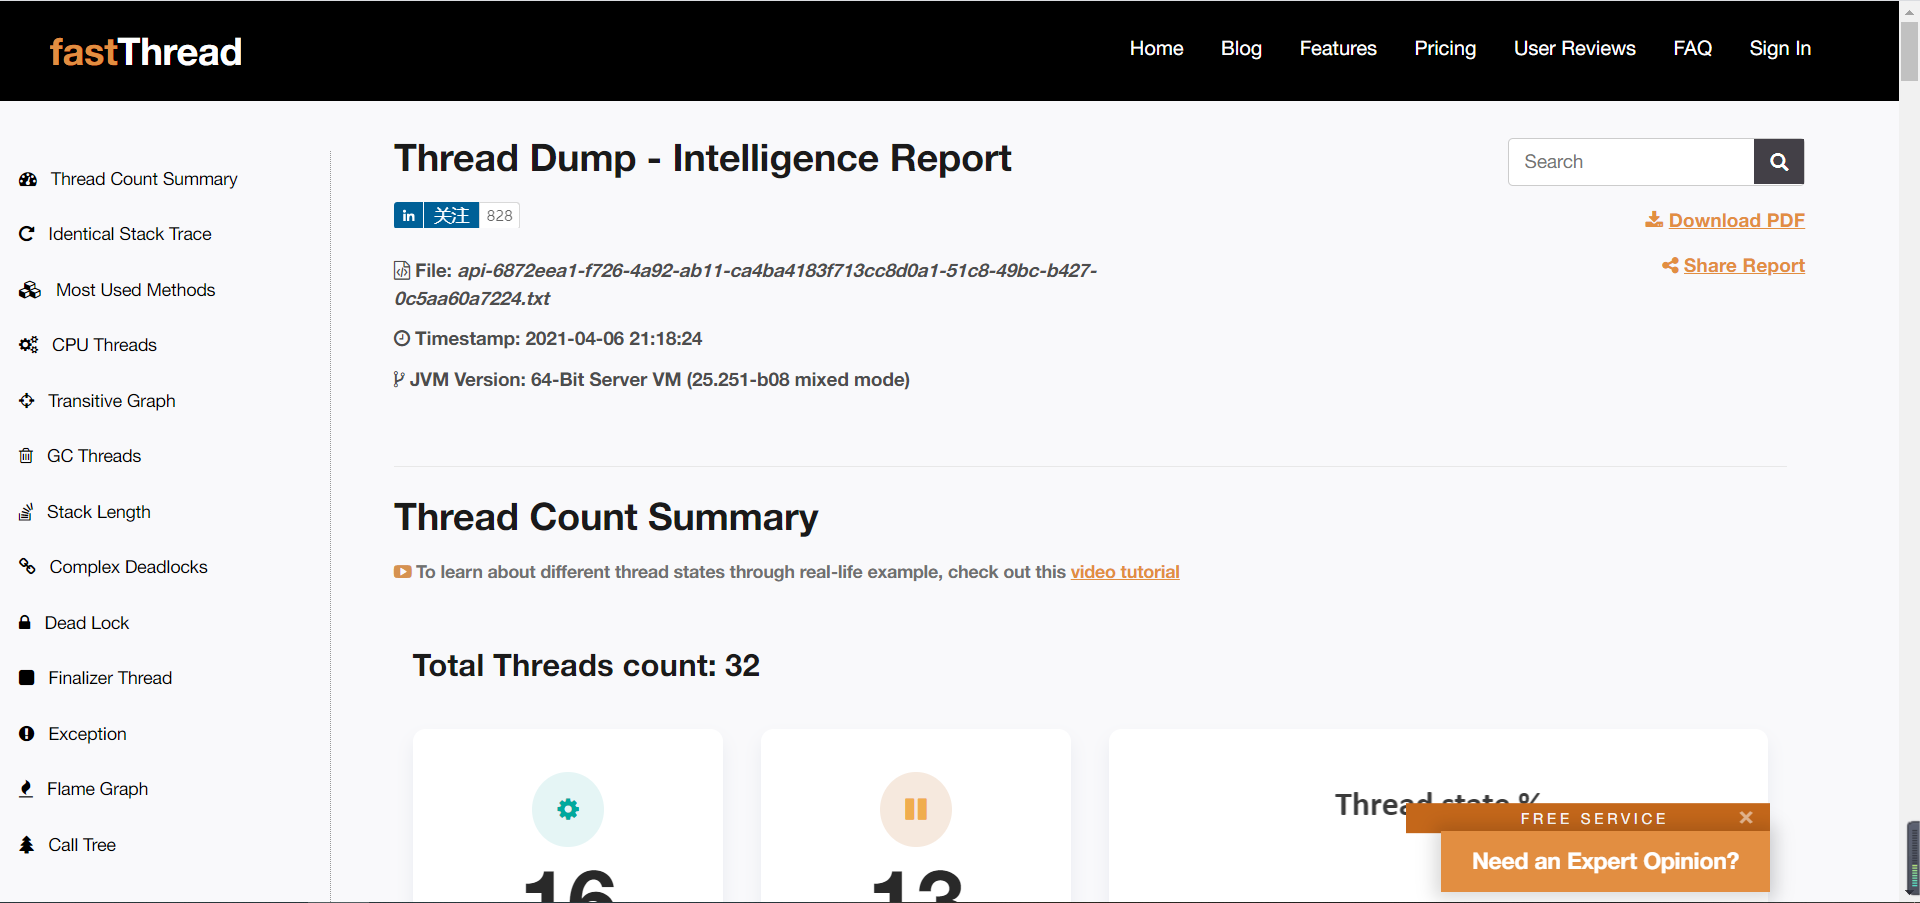 fastThread
Home Blog Features Pricing User Reviews FAQ Sign In
Thread Count Summary
Identical Stack Trace
Most Used Methods
CPU Threads
Transitive Graph
GC Threads
Stack Length
Complex Deadlocks
Dead Lock
Finalizer Thread
Exception
Flame Graph
Call Tree
Thread Dump - Intelligence Report
in 关注 828
File: api-6872eea1-f726-4a92-ab11-ca4ba4183f713cc8d0a1-51c8-49bc-b427-
0c5aa60a7224.txt
Timestamp: 2021-04-06 21:18:24
JVM Version: 64-Bit Server VM (25.251-b08 mixed mode)
Search
Download PDF
Share Report
Thread Count Summary
To learn about different thread states through real-life example, check out this video tutorial
Total Threads count: 32
16
13
Thread state %
FREE SERVICE ×
Need an Expert Opinion?